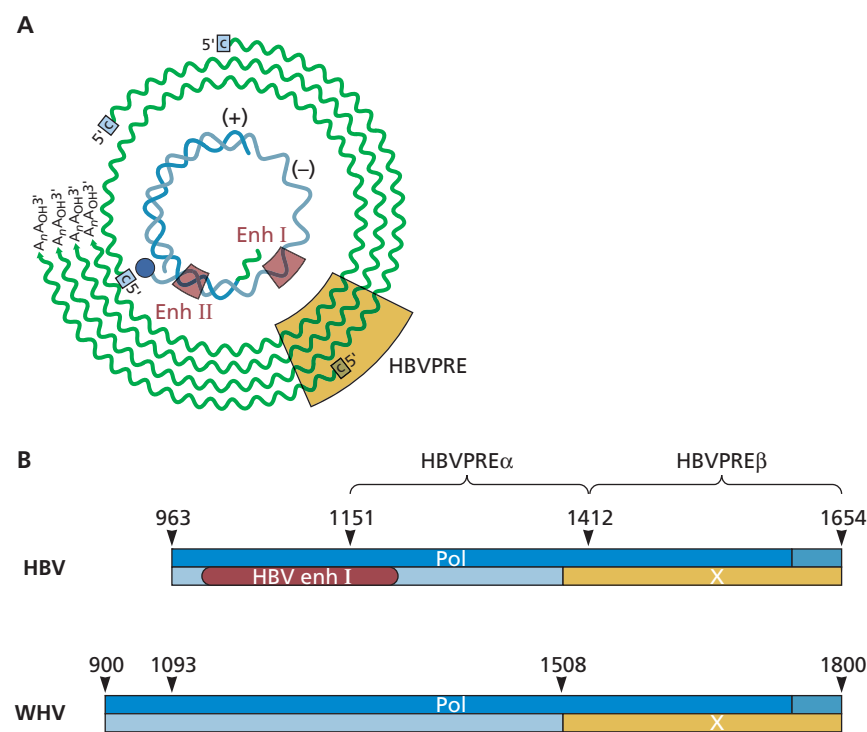 A
5' C
(+)
5' C
(–)
AnAOH3'
AnAOH3'
AnAOH3'
AnAOH3'
Enh I
C 5'
Enh II
C 5'
HBVPRE
B
HBVPREα HBVPREβ
963 1151 1412 1654
HBV Pol
HBV enh I X
900 1093 1508 1800
WHV Pol
X